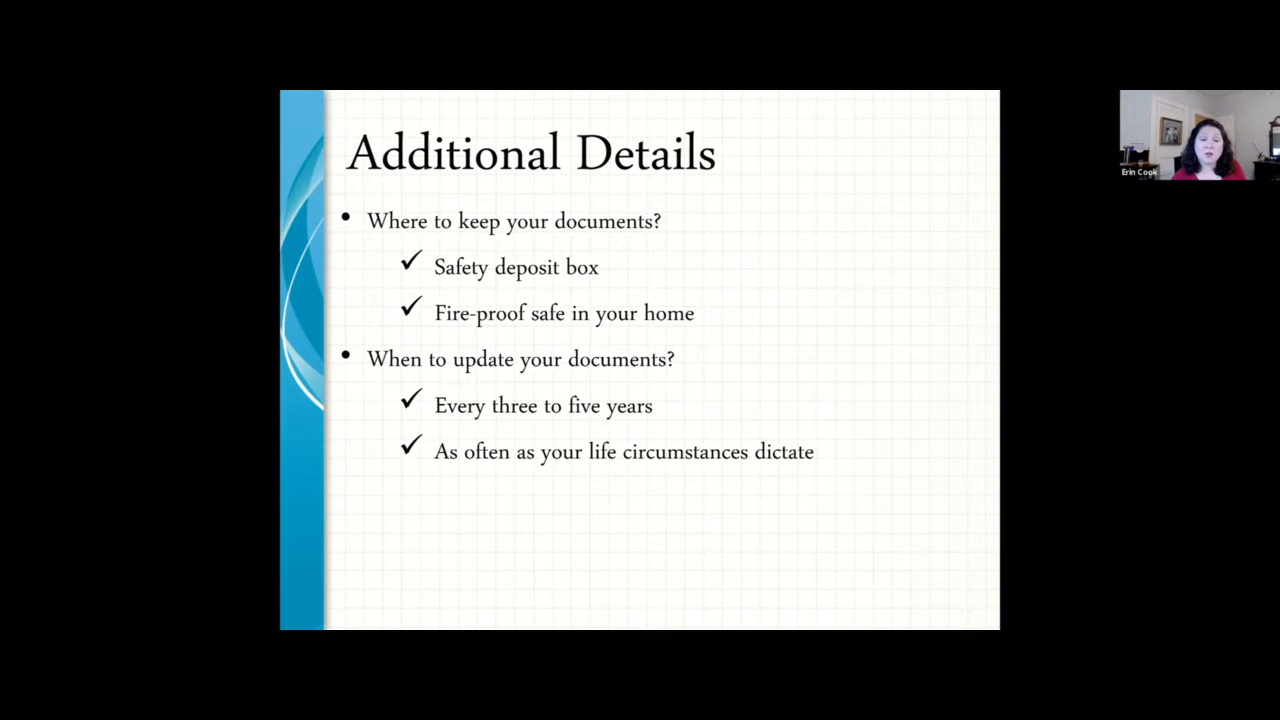 Additional Details
• Where to keep your documents?
✓ Safety deposit box
✓ Fire-proof safe in your home
• When to update your documents?
✓ Every three to five years
✓ As often as your life circumstances dictate
Erin Cook